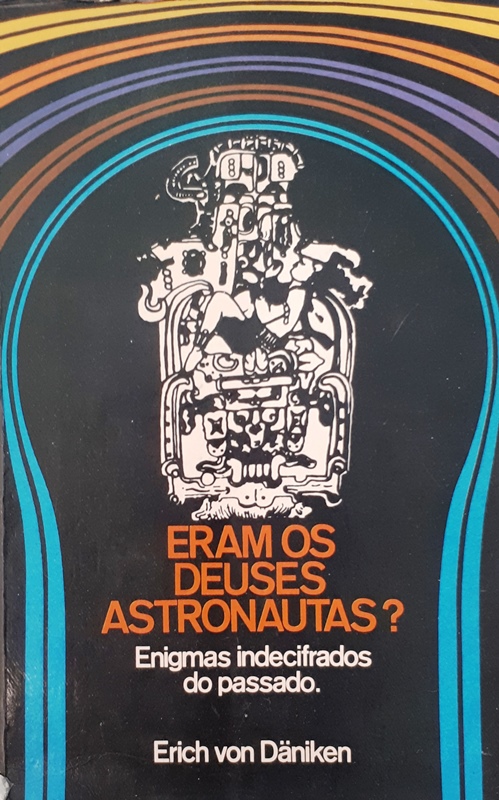 ERAM OS
DEUSES
ASTRONAUTAS?
Enigmas indecifrados
do passado.
Erich von Däniken